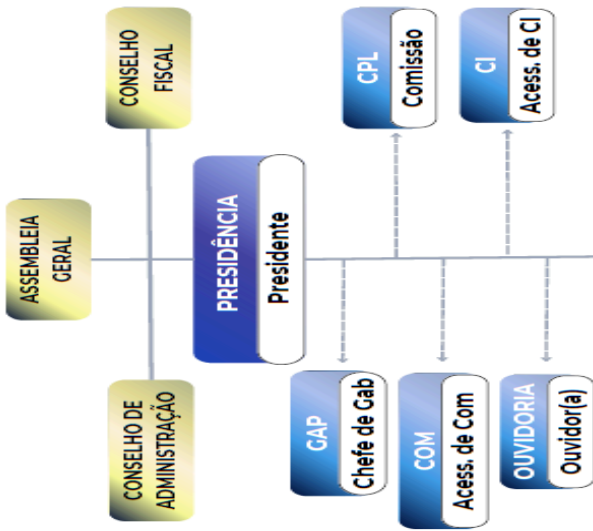 ASSEMBLEIA
GERAL
CONSELHO DE
ADMINISTRAÇÃO
CONSELHO
FISCAL
PRESIDÊNCIA
Presidente
GAP
Chefe de Gab
CPL
Comissão
COM
Acess. de Com
CI
Acess. de CI
OUVIDORIA
Ouvidor(a)